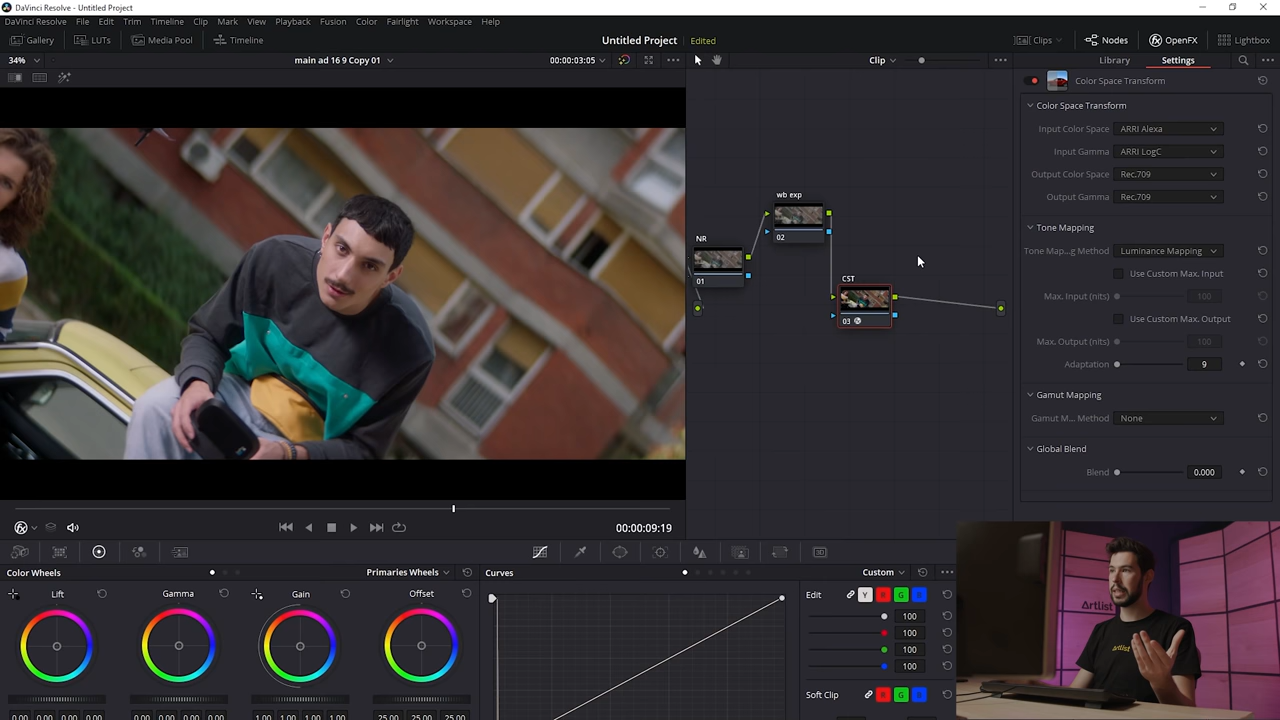 DaVinci Resolve - Untitled Project
DaVinci Resolve File Edit Trim Timeline Clip Mark View Playback Fusion Color Fairlight Workspace Help
Gallery LUTs Media Pool Timeline Untitled Project Edited Clips Nodes OpenFX Lightbox
34% main ad 16 9 Copy 01 00:00:03:05 Clip Library Settings
Color Space Transform
Color Space Transform
Input Color Space ARRI Alexa
Input Gamma ARRI LogC
Output Color Space Rec.709
Output Gamma Rec.709
Tone Mapping
Tone Map...g Method Luminance Mapping
Use Custom Max. Input
Max. Input (nits) 100
Use Custom Max. Output
Max. Output (nits) 100
Adaptation 9
Gamut Mapping
Gamut M... Method None
Global Blend
Blend 0.000
wb exp
02
NR
01
CST
03
00:00:09:19
Color Wheels Primaries Wheels Curves Custom
Lift Gamma Gain Offset Edit Y R G B
100
100
100
100
Soft Clip R G B
0.00 0.00 0.00 0.00 0.00 0.00 0.00 0.00 1.00 1.00 1.00 1.00 25.00 25.00 25.00
Artlist
Artlist